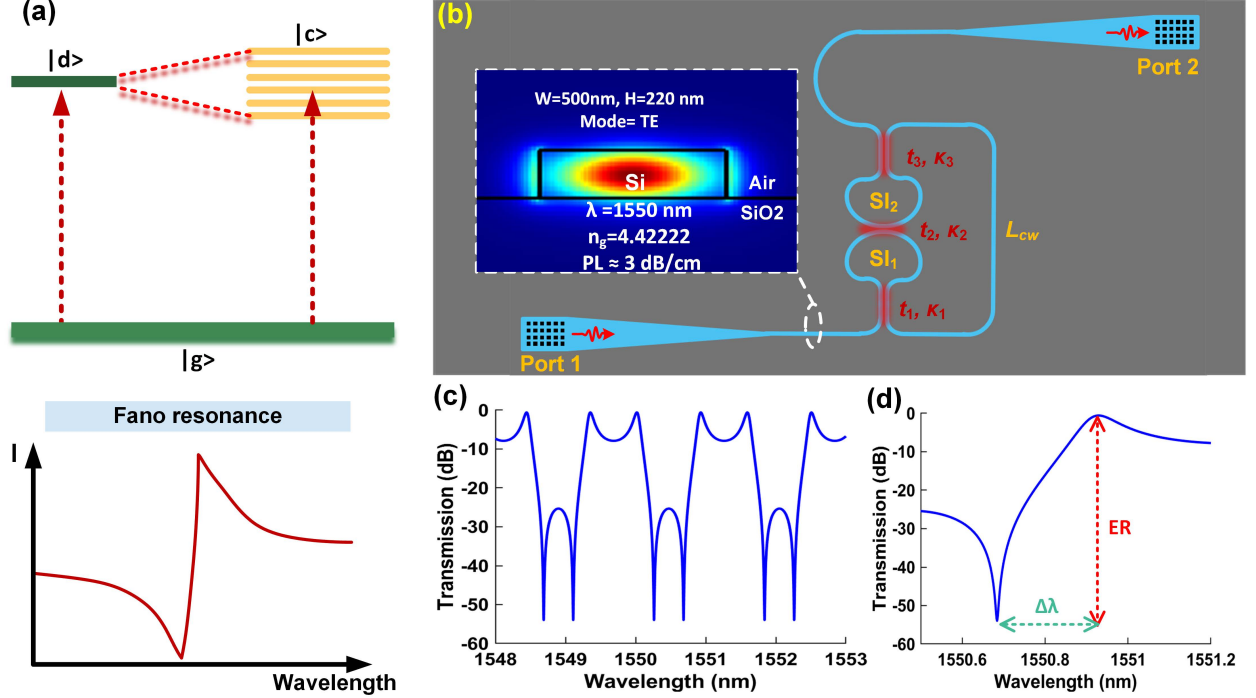 (a)
|d>
|c>
|g>
Fano resonance
I
Wavelength
(b)
W=500nm, H=220 nm
Mode= TE
Si
Air
SiO2
λ =1550 nm
n_g=4.42222
PL ≈ 3 dB/cm
Port 1
Port 2
t₃, κ₃
SI₂
t₂, κ₂
L_cw
SI₁
t₁, κ₁
(c)
Transmission (dB)
0
-10
-20
-30
-40
-50
-60
1548 1549 1550 1551 1552 1553
Wavelength (nm)
(d)
Transmission (dB)
0
-10
-20
-30
-40
-50
-60
ER
Δλ
1550.6 1550.8 1551 1551.2
Wavelength (nm)